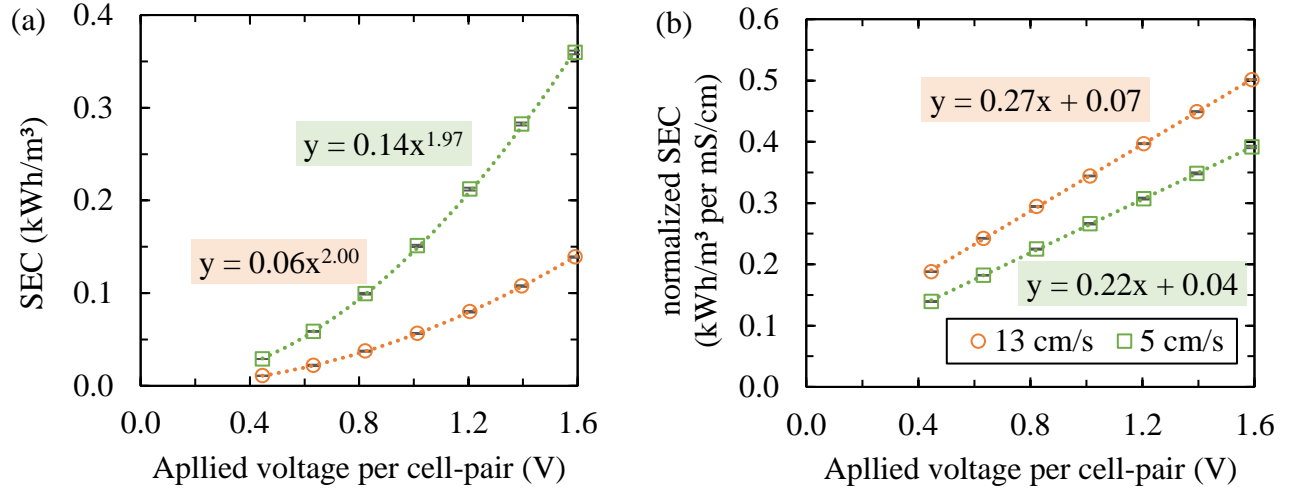 (a)
SEC (kWh/m³)
0.4
0.3
0.2
0.1
0.0
y = 0.14x^1.97
y = 0.06x^2.00
0.0 0.4 0.8 1.2 1.6
Apllied voltage per cell-pair (V)
(b)
normalized SEC
(kWh/m³ per mS/cm)
0.6
0.5
0.4
0.3
0.2
0.1
0.0
y = 0.27x + 0.07
y = 0.22x + 0.04
13 cm/s 5 cm/s
0.0 0.4 0.8 1.2 1.6
Apllied voltage per cell-pair (V)